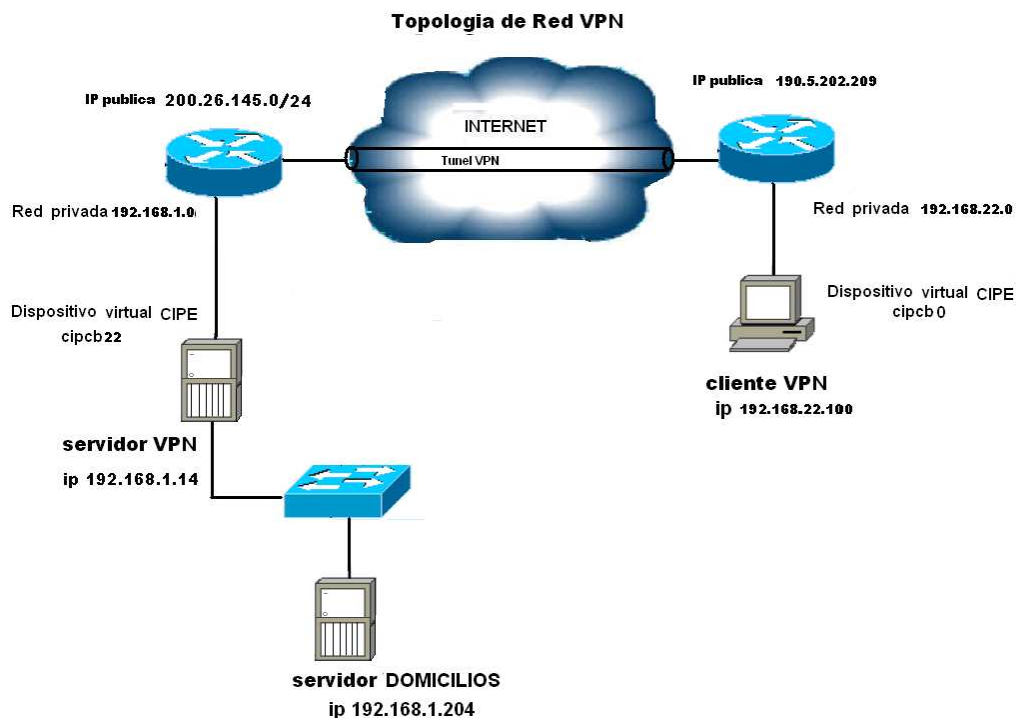 Topologia de Red VPN
IP publica 200.26.145.0/24
IP publica 190.5.202.209
INTERNET
Tunel VPN
Red privada 192.168.1.0
Red privada 192.168.22.0
Dispositivo virtual CIPE
cipcb22
Dispositivo virtual CIPE
cipcb0
cliente VPN
ip 192.168.22.100
servidor VPN
ip 192.168.1.14
servidor DOMICILIOS
ip 192.168.1.204